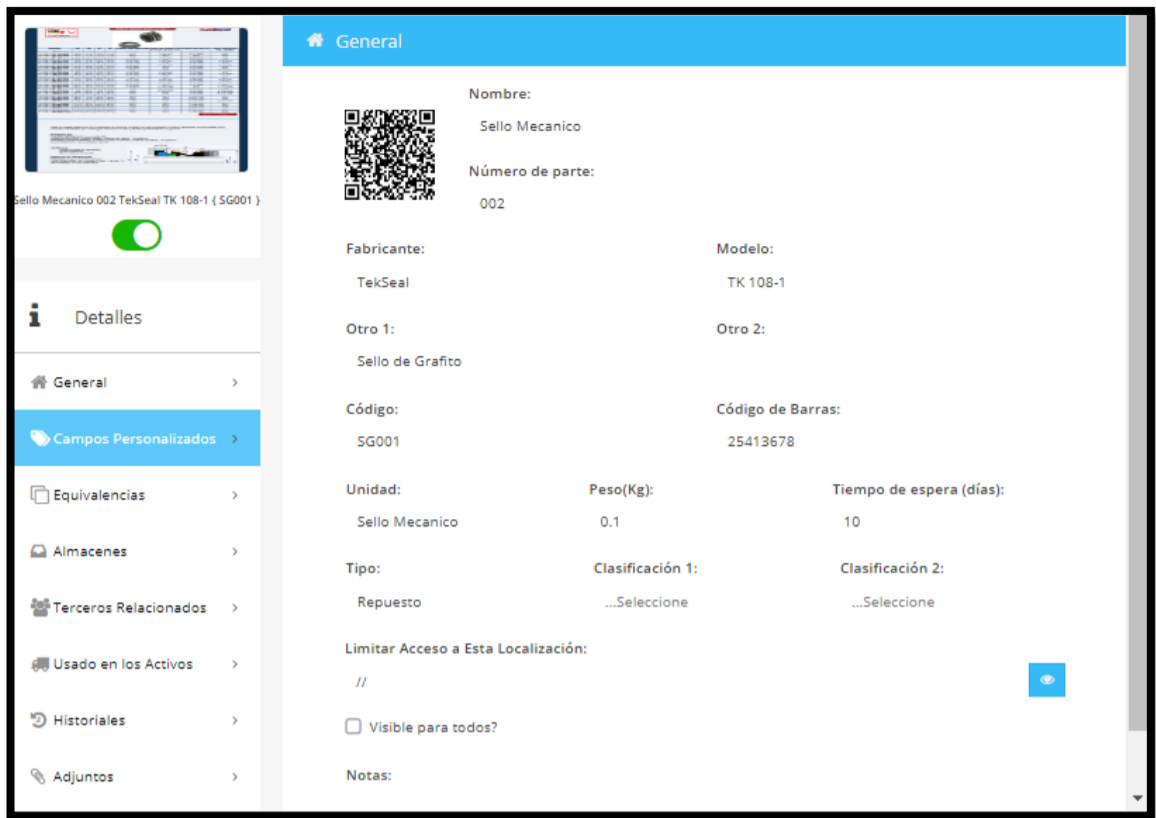 Sello Mecanico 002 TekSeal TK 108-1 { SG001 }
Detalles
General
Campos Personalizados
Equivalencias
Almacenes
Terceros Relacionados
Usado en los Activos
Historiales
Adjuntos
General
Nombre:
Sello Mecanico
Número de parte:
002
Fabricante: Modelo:
TekSeal TK 108-1
Otro 1: Otro 2:
Sello de Grafito
Código: Código de Barras:
SG001 25413678
Unidad: Peso(Kg): Tiempo de espera (días):
Sello Mecanico 0.1 10
Tipo: Clasificación 1: Clasificación 2:
Repuesto ...Seleccione ...Seleccione
Limitar Acceso a Esta Localización:
//
Visible para todos?
Notas: